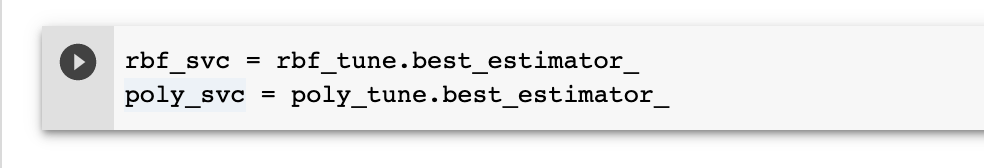 rbf_svc = rbf_tune.best_estimator_
poly_svc = poly_tune.best_estimator_